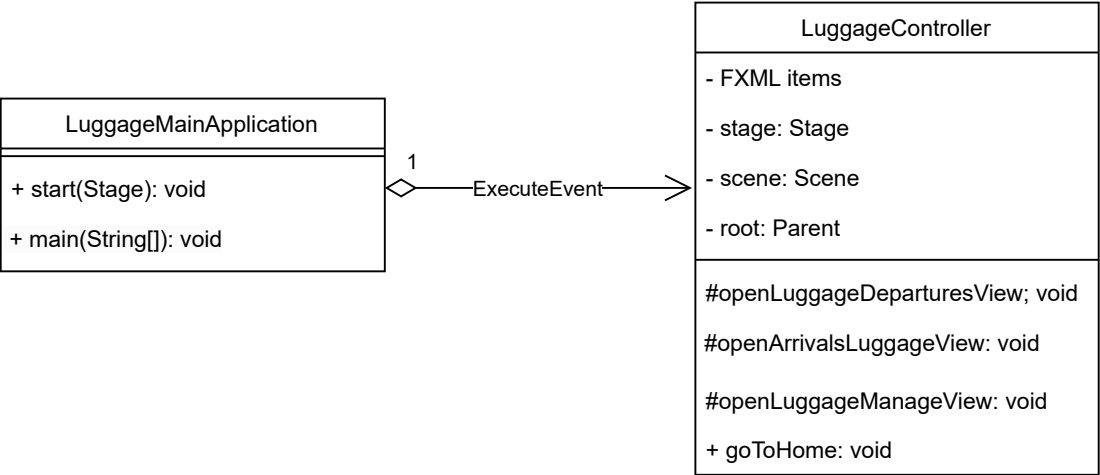 LuggageMainApplication
+ start(Stage): void
+ main(String[]): void
1
ExecuteEvent
LuggageController
- FXML items
- stage: Stage
- scene: Scene
- root: Parent
#openLuggageDeparturesView; void
#openArrivalsLuggageView: void
#openLuggageManageView: void
+ goToHome: void